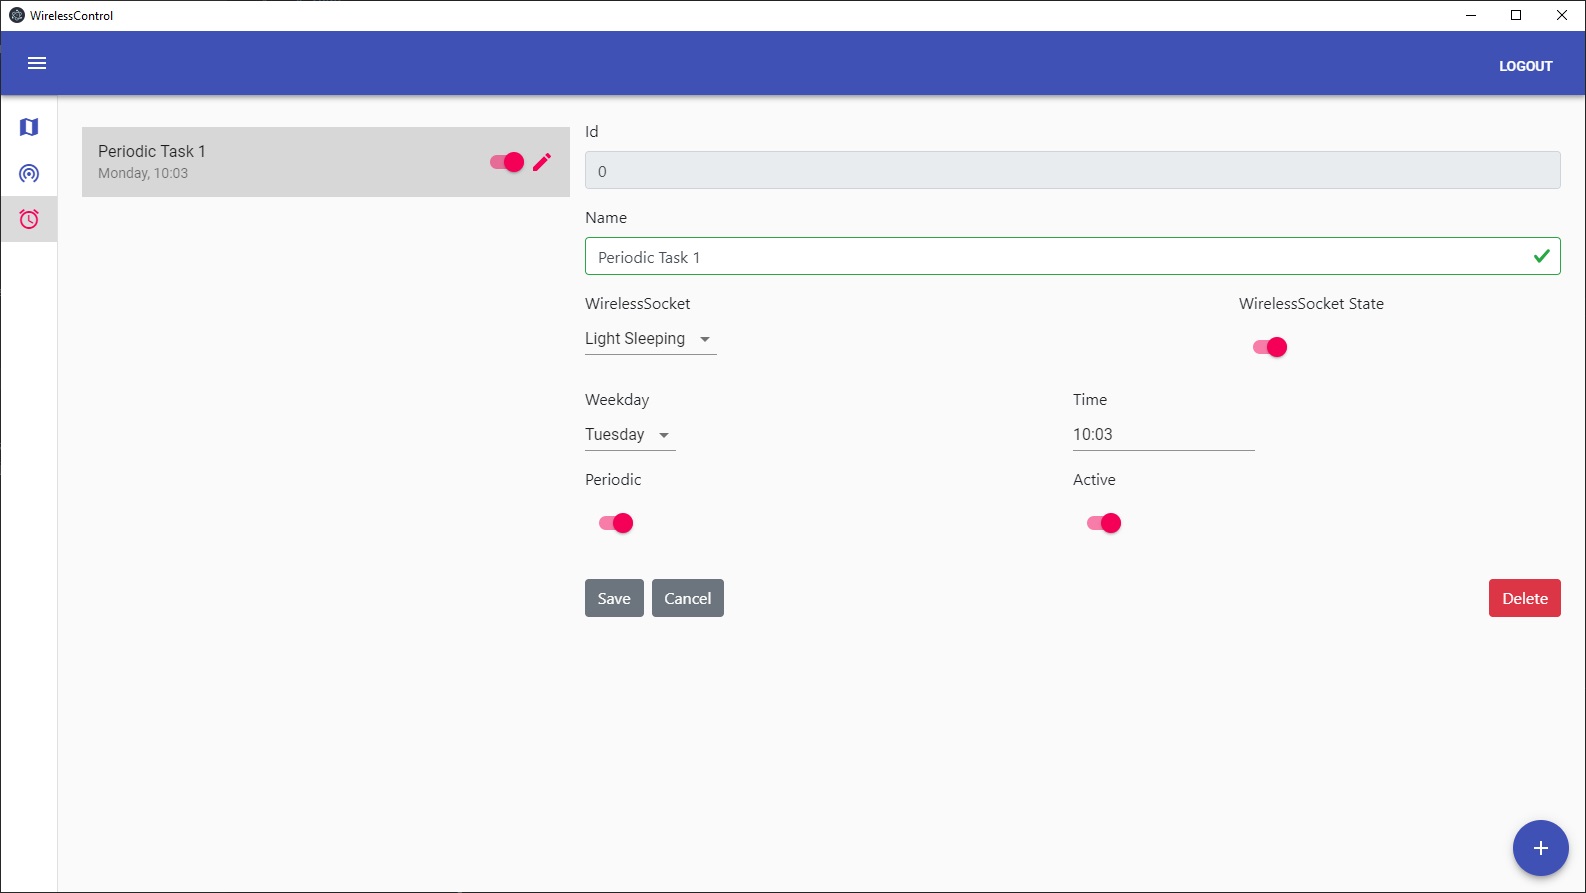 WirelessControl
LOGOUT
Periodic Task 1
Monday, 10:03
Id
0
Name
Periodic Task 1
WirelessSocket
WirelessSocket State
Light Sleeping
Weekday
Time
Tuesday
10:03
Periodic
Active
Save
Cancel
Delete